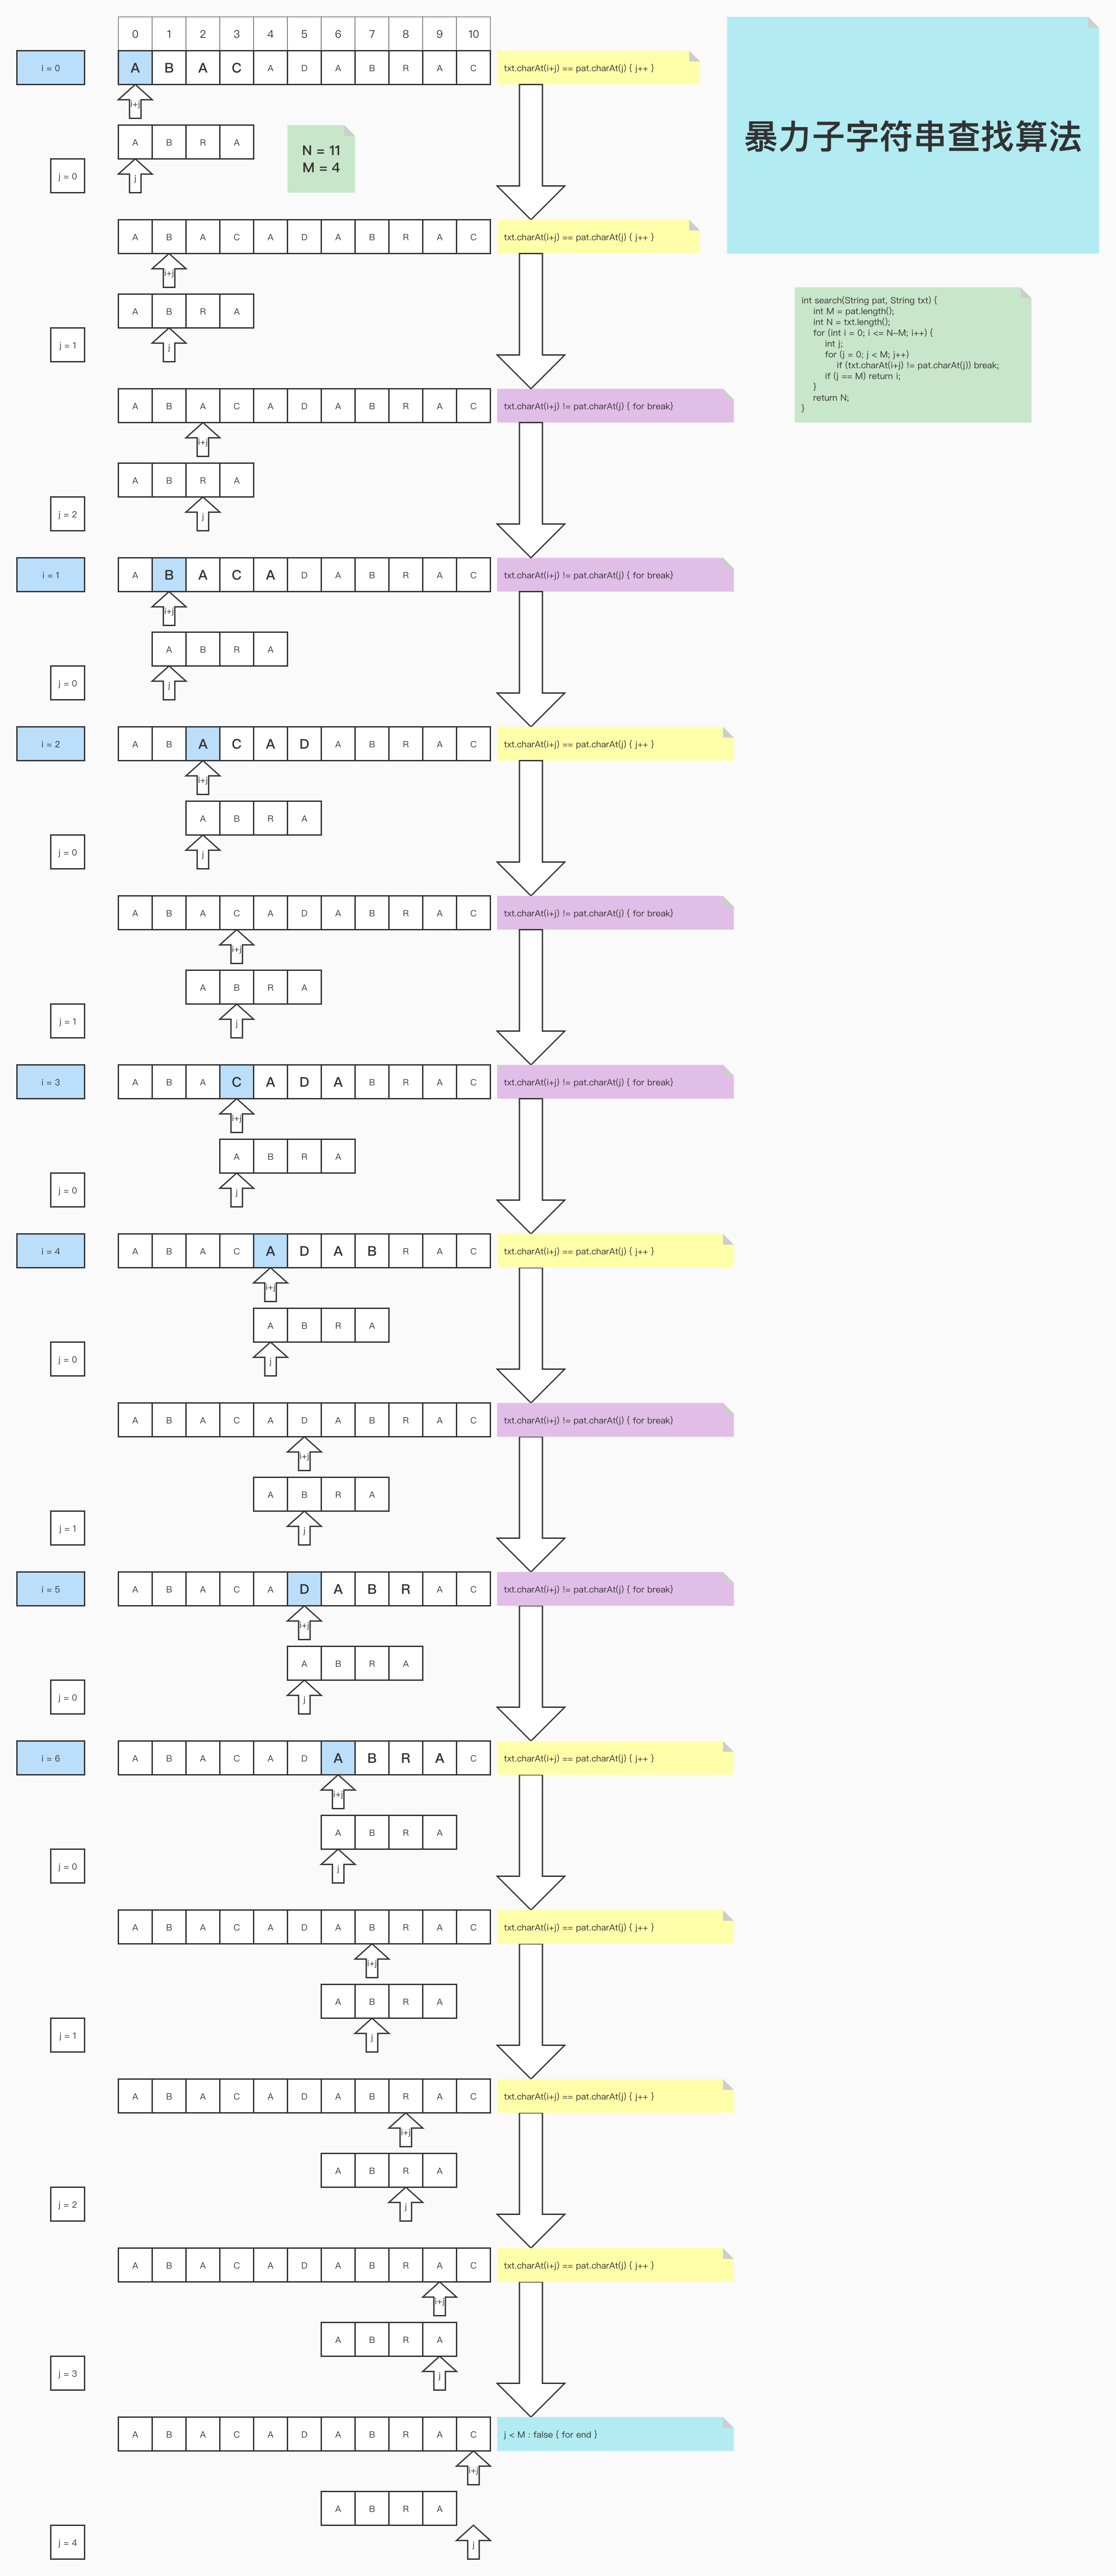 0 1 2 3 4 5 6 7 8 9 10
i = 0
A B A C A D A B R A C
txt.charAt(i+j) == pat.charAt(j) { j++ }
i+j
A B R A
j = 0
j
N = 11
M = 4
暴力子字符串查找算法
A B A C A D A B R A C
txt.charAt(i+j) == pat.charAt(j) { j++ }
i+j
A B R A
j = 1
j
int search(String pat, String txt) {
int M = pat.length();
int N = txt.length();
for (int i = 0; i <= N–M; i++) {
int j;
for (j = 0; j < M; j++)
if (txt.charAt(i+j) != pat.charAt(j)) break;
if (j == M) return i;
}
return N;
}
A B A C A D A B R A C
txt.charAt(i+j) != pat.charAt(j) { for break}
i+j
A B R A
j = 2
j
i = 1
A B A C A D A B R A C
txt.charAt(i+j) != pat.charAt(j) { for break}
i+j
A B R A
j = 0
j
i = 2
A B A C A D A B R A C
txt.charAt(i+j) == pat.charAt(j) { j++ }
i+j
A B R A
j = 0
j
A B A C A D A B R A C
txt.charAt(i+j) != pat.charAt(j) { for break}
i+j
A B R A
j = 1
j
i = 3
A B A C A D A B R A C
txt.charAt(i+j) != pat.charAt(j) { for break}
i+j
A B R A
j = 0
j
i = 4
A B A C A D A B R A C
txt.charAt(i+j) == pat.charAt(j) { j++ }
i+j
A B R A
j = 0
j
A B A C A D A B R A C
txt.charAt(i+j) != pat.charAt(j) { for break}
i+j
A B R A
j = 1
j
i = 5
A B A C A D A B R A C
txt.charAt(i+j) != pat.charAt(j) { for break}
i+j
A B R A
j = 0
j
i = 6
A B A C A D A B R A C
txt.charAt(i+j) == pat.charAt(j) { j++ }
i+j
A B R A
j = 0
j
A B A C A D A B R A C
txt.charAt(i+j) == pat.charAt(j) { j++ }
i+j
A B R A
j = 1
j
A B A C A D A B R A C
txt.charAt(i+j) == pat.charAt(j) { j++ }
i+j
A B R A
j = 2
j
A B A C A D A B R A C
txt.charAt(i+j) == pat.charAt(j) { j++ }
i+j
A B R A
j = 3
j
A B A C A D A B R A C
j < M : false { for end }
i+j
A B R A
j = 4
j